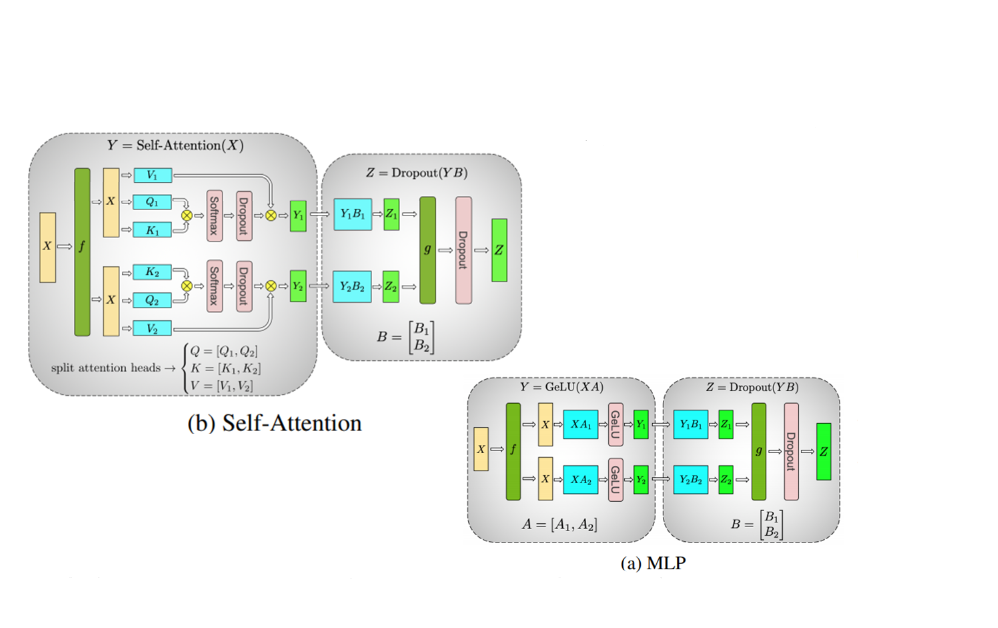 Y = Self-Attention(X)
X
f
X
V₁
Q₁
K₁
Softmax
Dropout
Y₁
X
K₂
Q₂
V₂
Softmax
Dropout
Y₂
split attention heads → { Q = [Q₁, Q₂]
K = [K₁, K₂]
V = [V₁, V₂]
Z = Dropout(YB)
Y₁B₁
Z₁
Y₂B₂
Z₂
g
Dropout
Z
B = [B₁
B₂]
(b) Self-Attention
Y = GeLU(XA)
X
f
X
XA₁
GeLU
Y₁
X
XA₂
GeLU
Y₂
A = [A₁, A₂]
Z = Dropout(YB)
Y₁B₁
Z₁
Y₂B₂
Z₂
g
Dropout
Z
B = [B₁
B₂]
(a) MLP